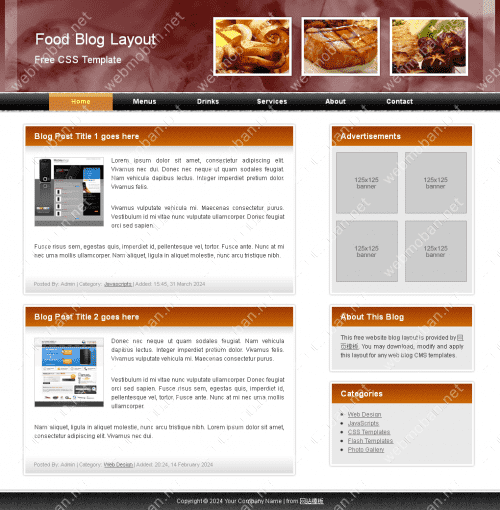 Food Blog Layout
Free CSS Template
Home Menus Drinks Services About Contact
Blog Post Title 1 goes here
Lorem ipsum dolor sit amet, consectetur adipiscing elit.
Vivamus nec dui. Donec nec neque ut quam sodales feugiat.
Nam vehicula dapibus lectus. Integer imperdiet pretium dolor.
Vivamus felis.
Vivamus vulputate vehicula mi. Maecenas consectetur purus.
Vestibulum id mi vitae nunc vulputate ullamcorper. Donec feugiat
orci sed sapien.
Fusce risus sem, egestas quis, imperdiet id, pellentesque vel, tortor. Fusce ante. Nunc at mi
nec urna mollis ullamcorper. Nam aliquet, ligula in aliquet molestie, nunc arcu tristique nibh.
Posted By: Admin | Category: Javascripts | Added: 15:45, 31 March 2024
Blog Post Title 2 goes here
Donec nec neque ut quam sodales feugiat. Nam vehicula
dapibus lectus. Integer imperdiet pretium dolor. Vivamus felis.
Vivamus vulputate vehicula mi. Maecenas consectetur purus.
Vestibulum id mi vitae nunc vulputate ullamcorper. Donec feugiat
orci sed sapien. Fusce risus sem, egestas quis, imperdiet id,
pellentesque vel, tortor. Fusce ante. Nunc at mi nec urna mollis
ullamcorper.
Nam aliquet, ligula in aliquet molestie, nunc arcu tristique nibh. Lorem ipsum dolor sit amet,
consectetur adipiscing elit. Vivamus nec dui.
Posted By: Admin | Category: Web Design | Added: 20:24, 14 February 2024
Advertisements
125x125
banner
125x125
banner
125x125
banner
125x125
banner
About This Blog
This free website blog layout is provided by 网
页模板. You may download, modify and apply
this layout for any web blog CMS templates.
Categories
Web Design
JavaScripts
CSS Templates
Flash Templates
Photo Gallery
Copyright © 2024 Your Company Name | from 网站模板
webmoban.net